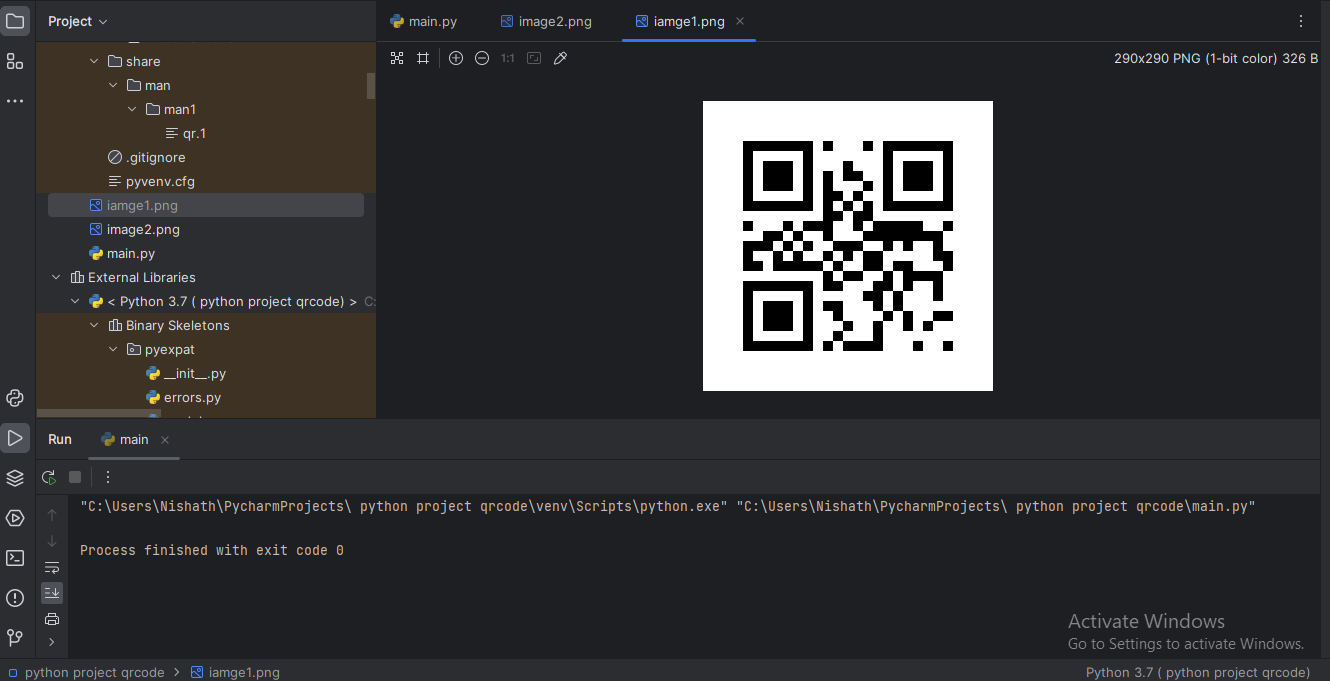 Project
main.py
image2.png
iamge1.png
1:1
290x290 PNG (1-bit color) 326 B
share
man
man1
qr.1
.gitignore
pyvenv.cfg
iamge1.png
image2.png
main.py
External Libraries
< Python 3.7 ( python project qrcode) > C:
Binary Skeletons
pyexpat
__init__.py
errors.py
Run
main
"C:\Users\Nishath\PycharmProjects\ python project qrcode\venv\Scripts\python.exe" "C:\Users\Nishath\PycharmProjects\ python project qrcode\main.py"
Process finished with exit code 0
Activate Windows
Go to Settings to activate Windows.
python project qrcode > iamge1.png
Python 3.7 ( python project qrcode)